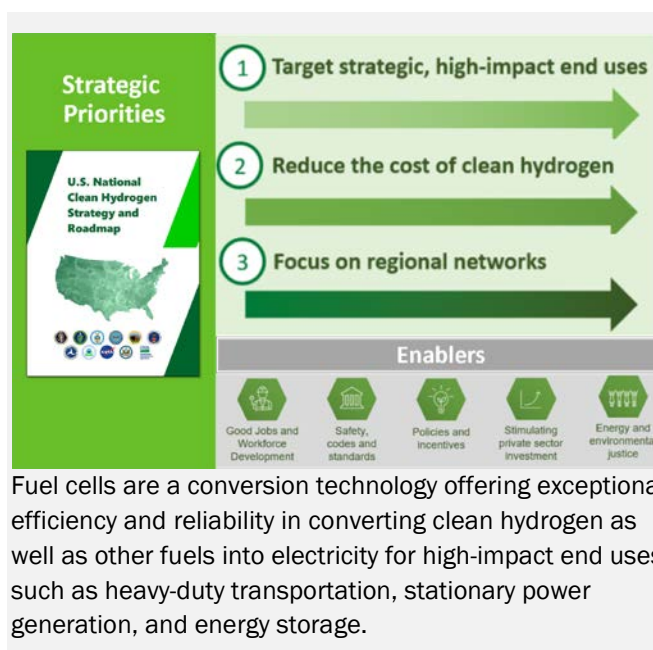 Strategic
Priorities
U.S. National
Clean Hydrogen
Strategy and
Roadmap
1 Target strategic, high-impact end uses
2 Reduce the cost of clean hydrogen
3 Focus on regional networks
Enablers
Good Jobs and
Workforce
Development
Safety,
codes and
standards
Policies and
incentives
Stimulating
private sector
investment
Energy and
environmenta
justice
Fuel cells are a conversion technology offering exceptiona
efficiency and reliability in converting clean hydrogen as
well as other fuels into electricity for high-impact end uses
such as heavy-duty transportation, stationary power
generation, and energy storage.